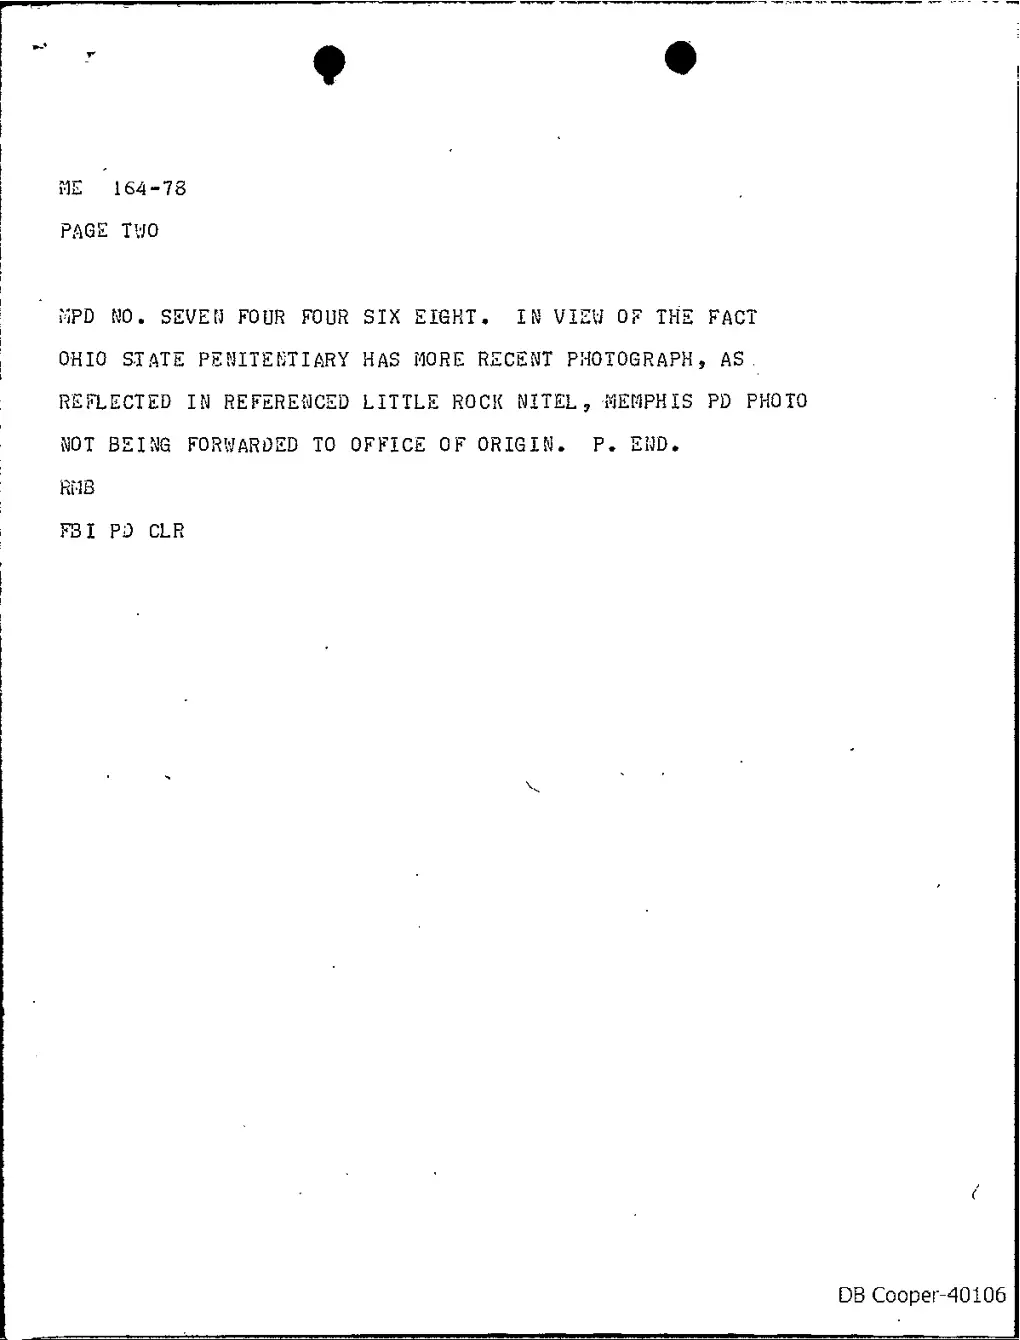 ME 164-78
PAGE TWO
MPD NO. SEVEN FOUR FOUR SIX EIGHT. IN VIEW OF THE FACT
OHIO STATE PENITENTIARY HAS MORE RECENT PHOTOGRAPH, AS
REFLECTED IN REFERENCED LITTLE ROCK NITEL, MEMPHIS PD PHOTO
NOT BEING FORWARDED TO OFFICE OF ORIGIN. P. END.
RMB
FBI PD CLR
DB Cooper-40106